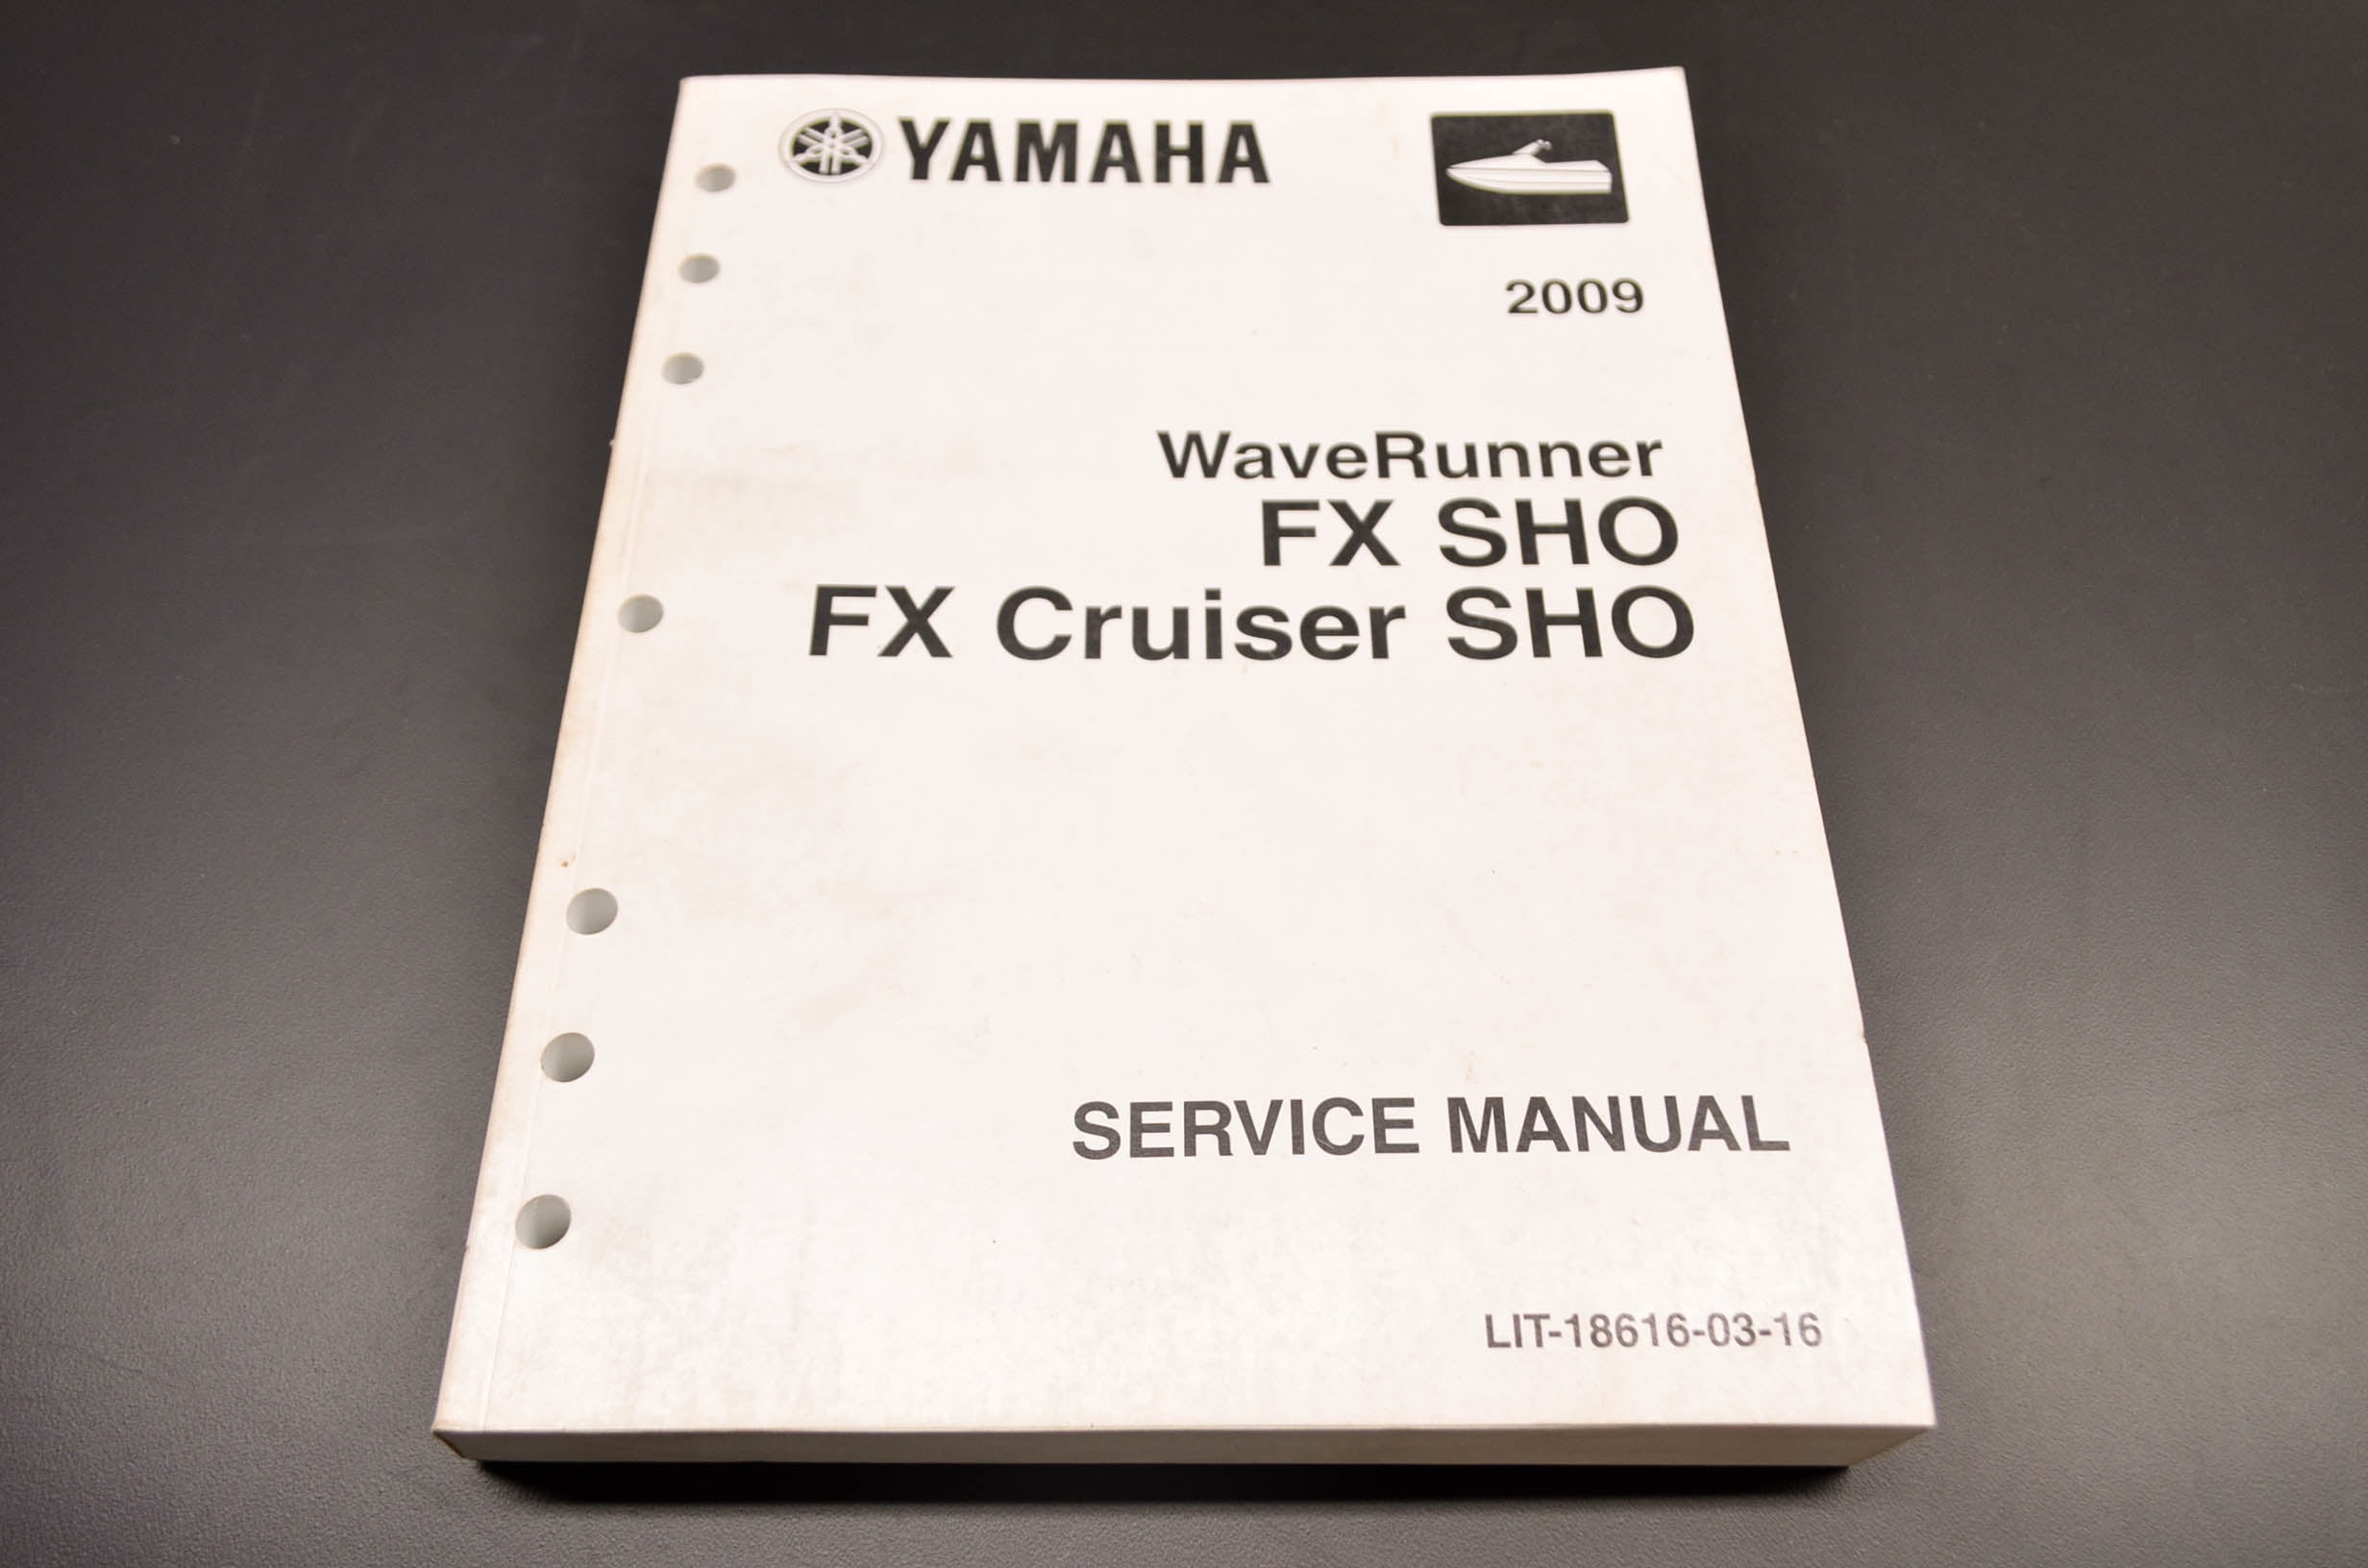 YAMAHA
2009
WaveRunner
FX SHO
FX Cruiser SHO
SERVICE MANUAL
LIT-18616-03-16